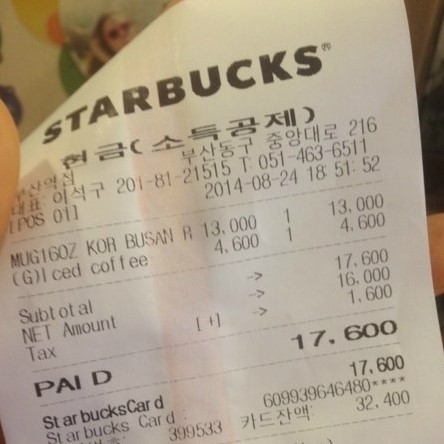 STARBUCKS®
현금(소득공제)
부산역점 부산동구 중앙대로 216
대표: 이석구 201-81-21515 T: 051-463-6511
[POS 01] 2014-08-24 18:51:52
MUG16OZ KOR BUSAN R 13,000 1 13,000
(G)Iced coffee 4,600 1 4,600
Subtotal -> 17,600
NET Amount -> 16,000
Tax [+] -> 1,600
PAID 17,600
StarbucksCard 17,600
Starbucks Card : 609939646480****
399533 카드잔액: 32,400